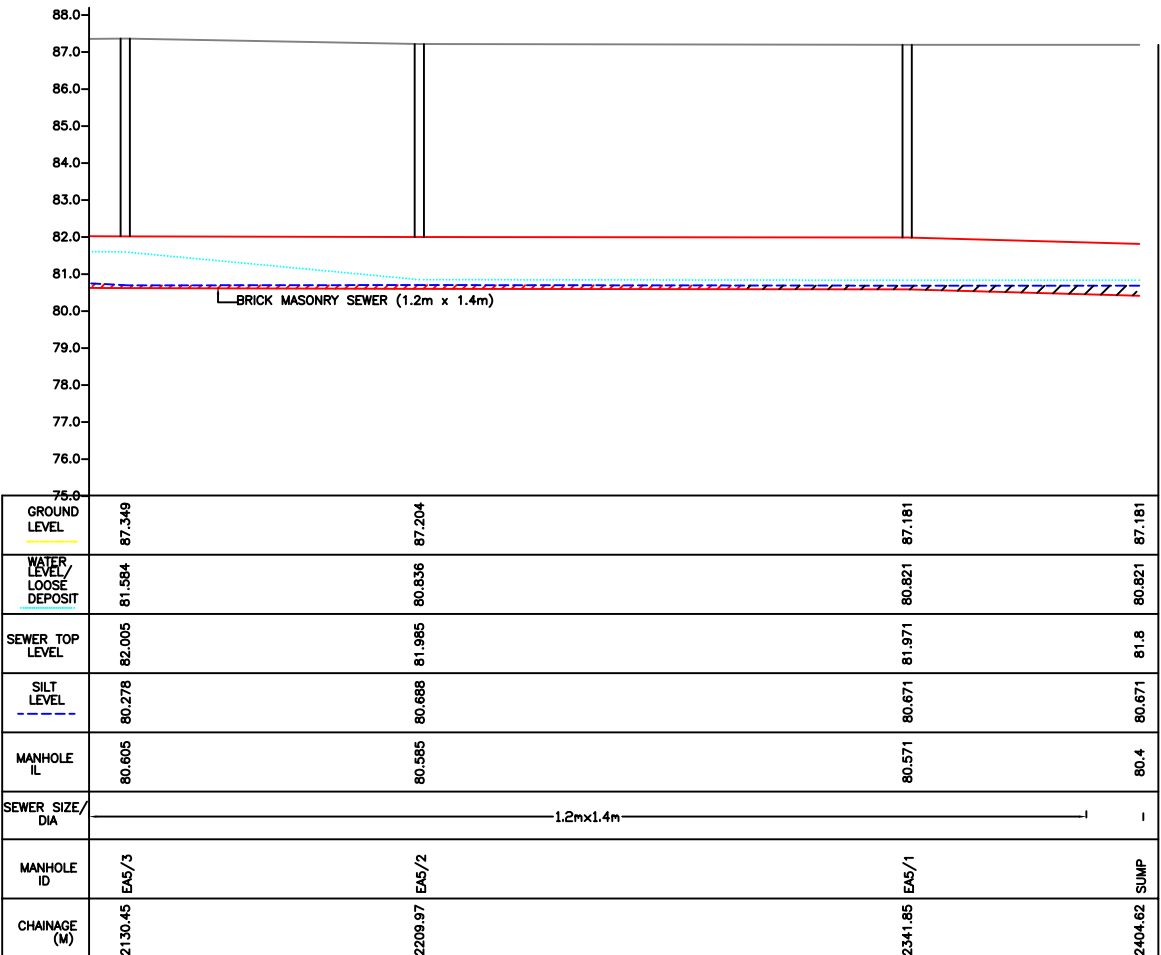 88.0
87.0
86.0
85.0
84.0
83.0
82.0
81.0
80.0
79.0
78.0
77.0
76.0
75.0
BRICK MASONRY SEWER (1.2m x 1.4m)
GROUND
LEVEL
87.349
87.204
87.181
87.181
WATER
LEVEL/
LOOSE
DEPOSIT
81.584
80.836
80.821
80.821
SEWER TOP
LEVEL
82.005
81.985
81.971
81.8
SILT
LEVEL
80.278
80.688
80.671
80.671
MANHOLE
IL
80.605
80.585
80.571
80.4
SEWER SIZE/
DIA
1.2mx1.4m
-
MANHOLE
ID
EA5/3
EA5/2
EA5/1
SUMP
CHAINAGE
(M)
2130.45
2209.97
2341.85
2404.62